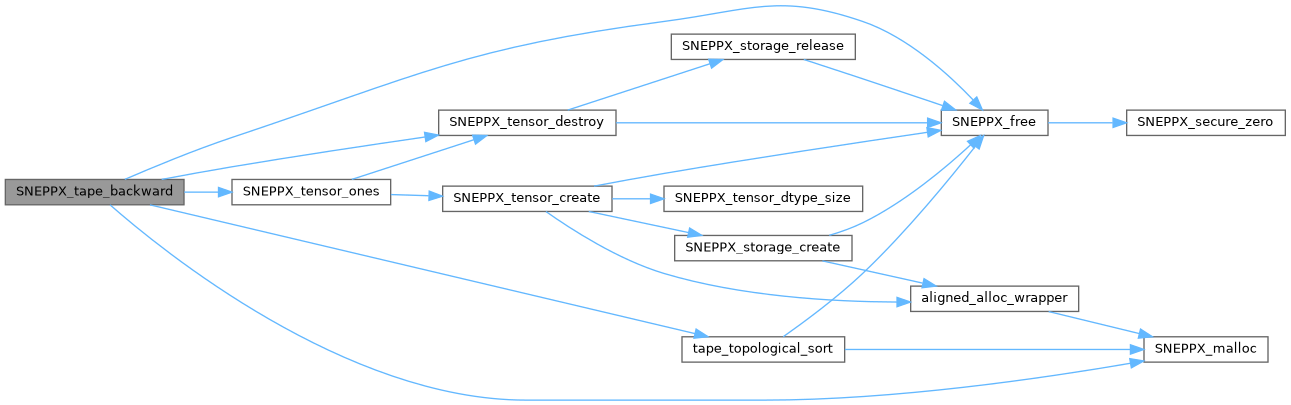 SNEPPX_storage_release
SNEPPX_tensor_destroy
SNEPPX_free
SNEPPX_secure_zero
SNEPPX_tape_backward
SNEPPX_tensor_ones
SNEPPX_tensor_create
SNEPPX_tensor_dtype_size
SNEPPX_storage_create
aligned_alloc_wrapper
tape_topological_sort
SNEPPX_malloc